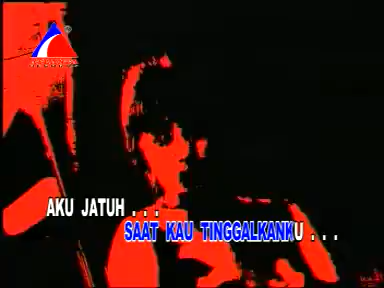 AKU JATUH . . .
SAAT KAU TINGGALKANKU . . .